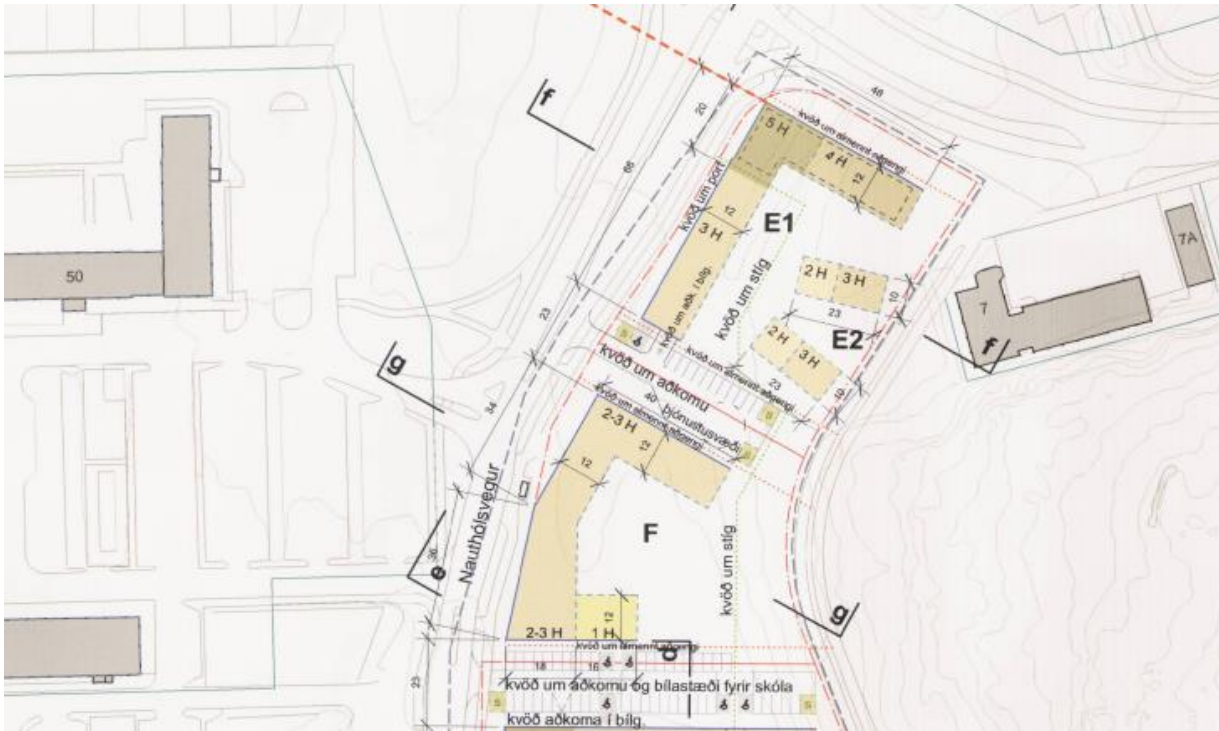 f
48
20
5 H
kvöð um almennt aðgengi
4 H
12
66
kvöð um port
12
E1
3 H
7A
50
2 H
3 H
10
kvöð um aðk. í bílg.
kvöð um stíg
23
7
23
E2
f
2 H
3 H
S
kvöð um almennt aðgengi
g
kvöð um aðkomu
23
10
34
40
þjónustusvæði
S
kvöð um almennt aðgengi
2-3 H
12
S
12
Nauthólsvegur
F
36
e
kvöð um stíg
12
g
2-3 H
1 H
kvöð um almennt aðgengi
d
18
16
23
kvöð um aðkomu og bílastæði fyrir skóla
S
S
kvöð aðkoma í bílg.